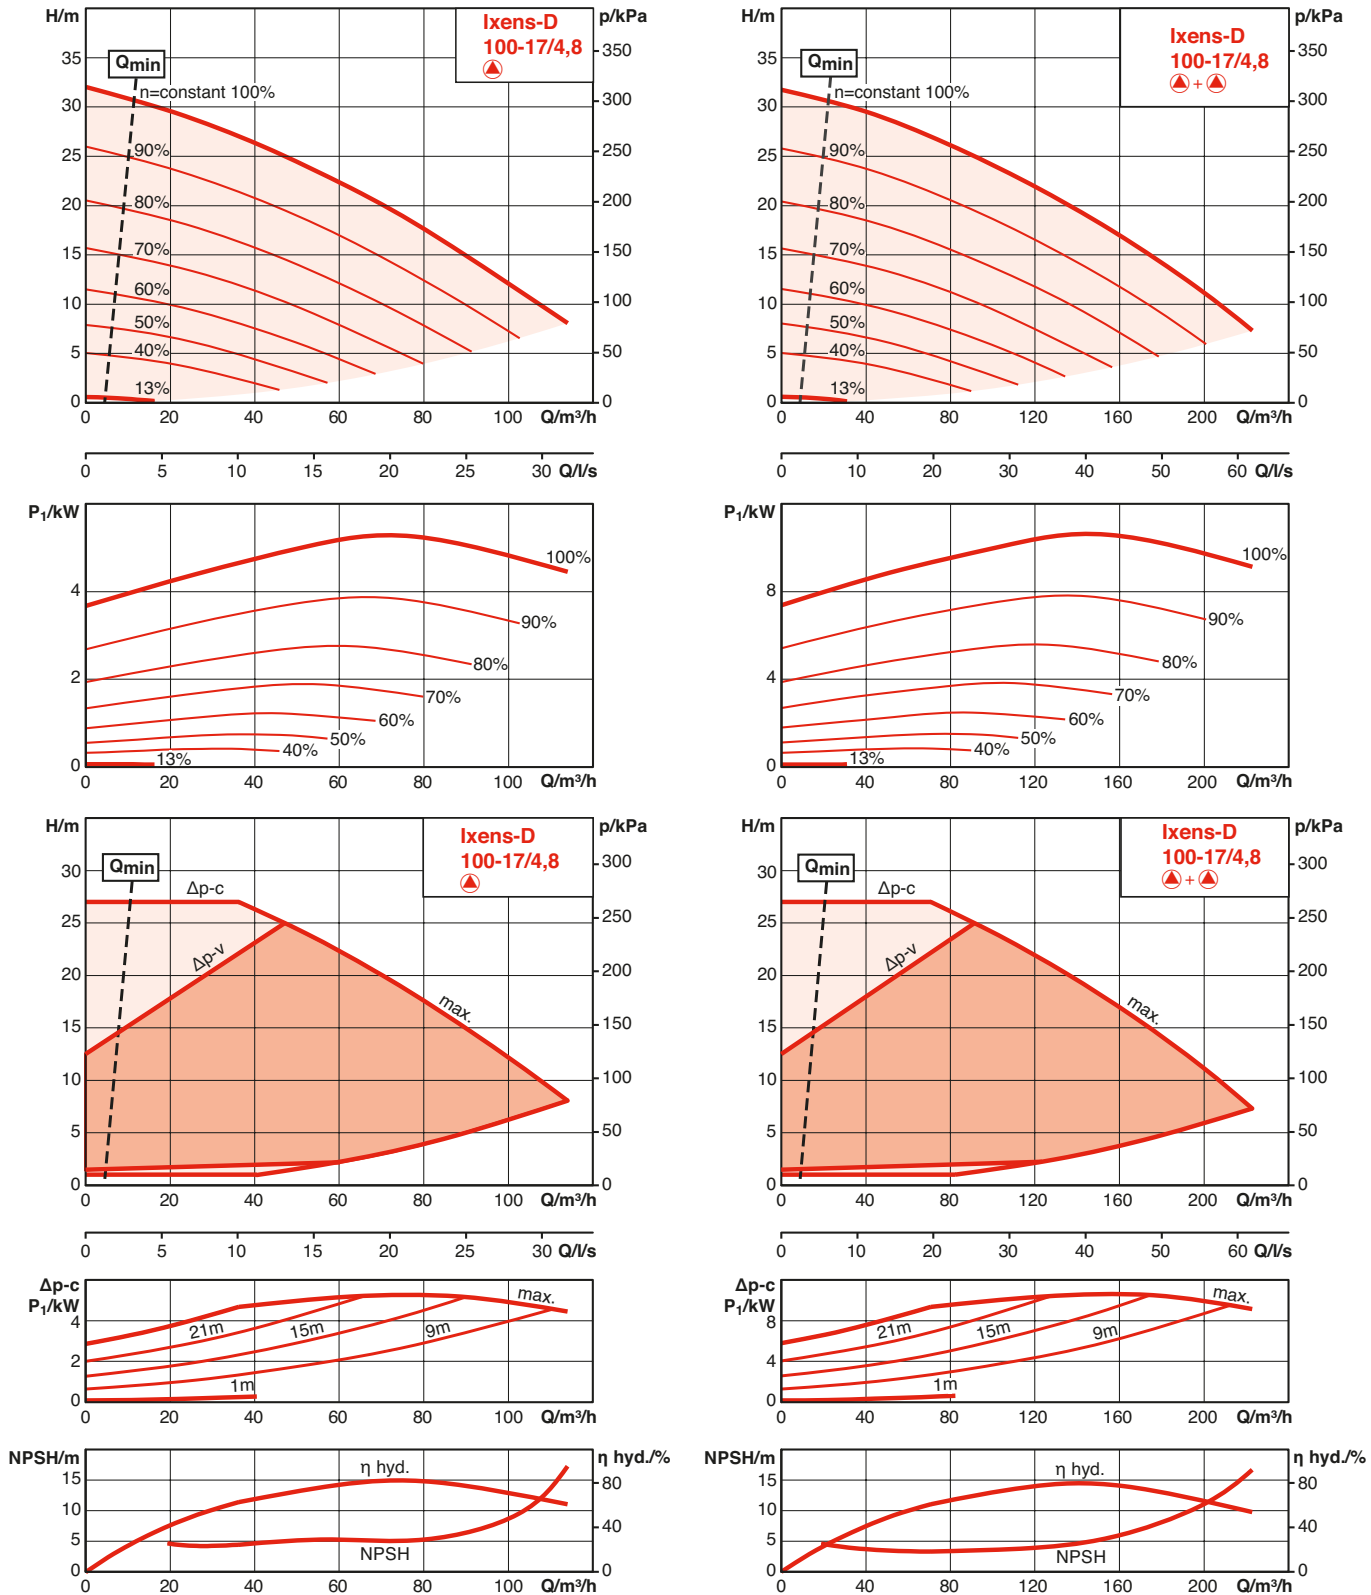 H/m
p/kPa
Ixens-D
100-17/4,8
Qmin
n=constant 100%
90%
80%
70%
60%
50%
40%
13%
35
30
25
20
15
10
5
0
350
300
250
200
150
100
50
0
0 20 40 60 80 100 Q/m³/h
0 5 10 15 20 25 30 Q/l/s
P1/kW
4
2
0
100%
90%
80%
70%
60%
50%
40%
13%
0 20 40 60 80 100 Q/m³/h
H/m
p/kPa
Ixens-D
100-17/4,8
Qmin
Δp-c
Δp-v
max.
30
25
20
15
10
5
0
300
250
200
150
100
50
0
0 20 40 60 80 100 Q/m³/h
0 5 10 15 20 25 30 Q/l/s
Δp-c
P1/kW
4
2
0
max.
21m
15m
9m
1m
0 20 40 60 80 100 Q/m³/h
NPSH/m
η hyd./%
15
10
5
0
80
40
0
η hyd.
NPSH
0 20 40 60 80 100 Q/m³/h
H/m
p/kPa
Ixens-D
100-17/4,8
+
Qmin
n=constant 100%
90%
80%
70%
60%
50%
40%
13%
35
30
25
20
15
10
5
0
350
300
250
200
150
100
50
0
0 40 80 120 160 200 Q/m³/h
0 10 20 30 40 50 60 Q/l/s
P1/kW
8
4
0
100%
90%
80%
70%
60%
50%
40%
13%
0 40 80 120 160 200 Q/m³/h
H/m
p/kPa
Ixens-D
100-17/4,8
+
Qmin
Δp-c
Δp-v
max.
30
25
20
15
10
5
0
300
250
200
150
100
50
0
0 40 80 120 160 200 Q/m³/h
0 10 20 30 40 50 60 Q/l/s
Δp-c
P1/kW
8
4
0
max.
21m
15m
9m
1m
0 40 80 120 160 200 Q/m³/h
NPSH/m
η hyd./%
15
10
5
0
80
40
0
η hyd.
NPSH
0 40 80 120 160 200 Q/m³/h